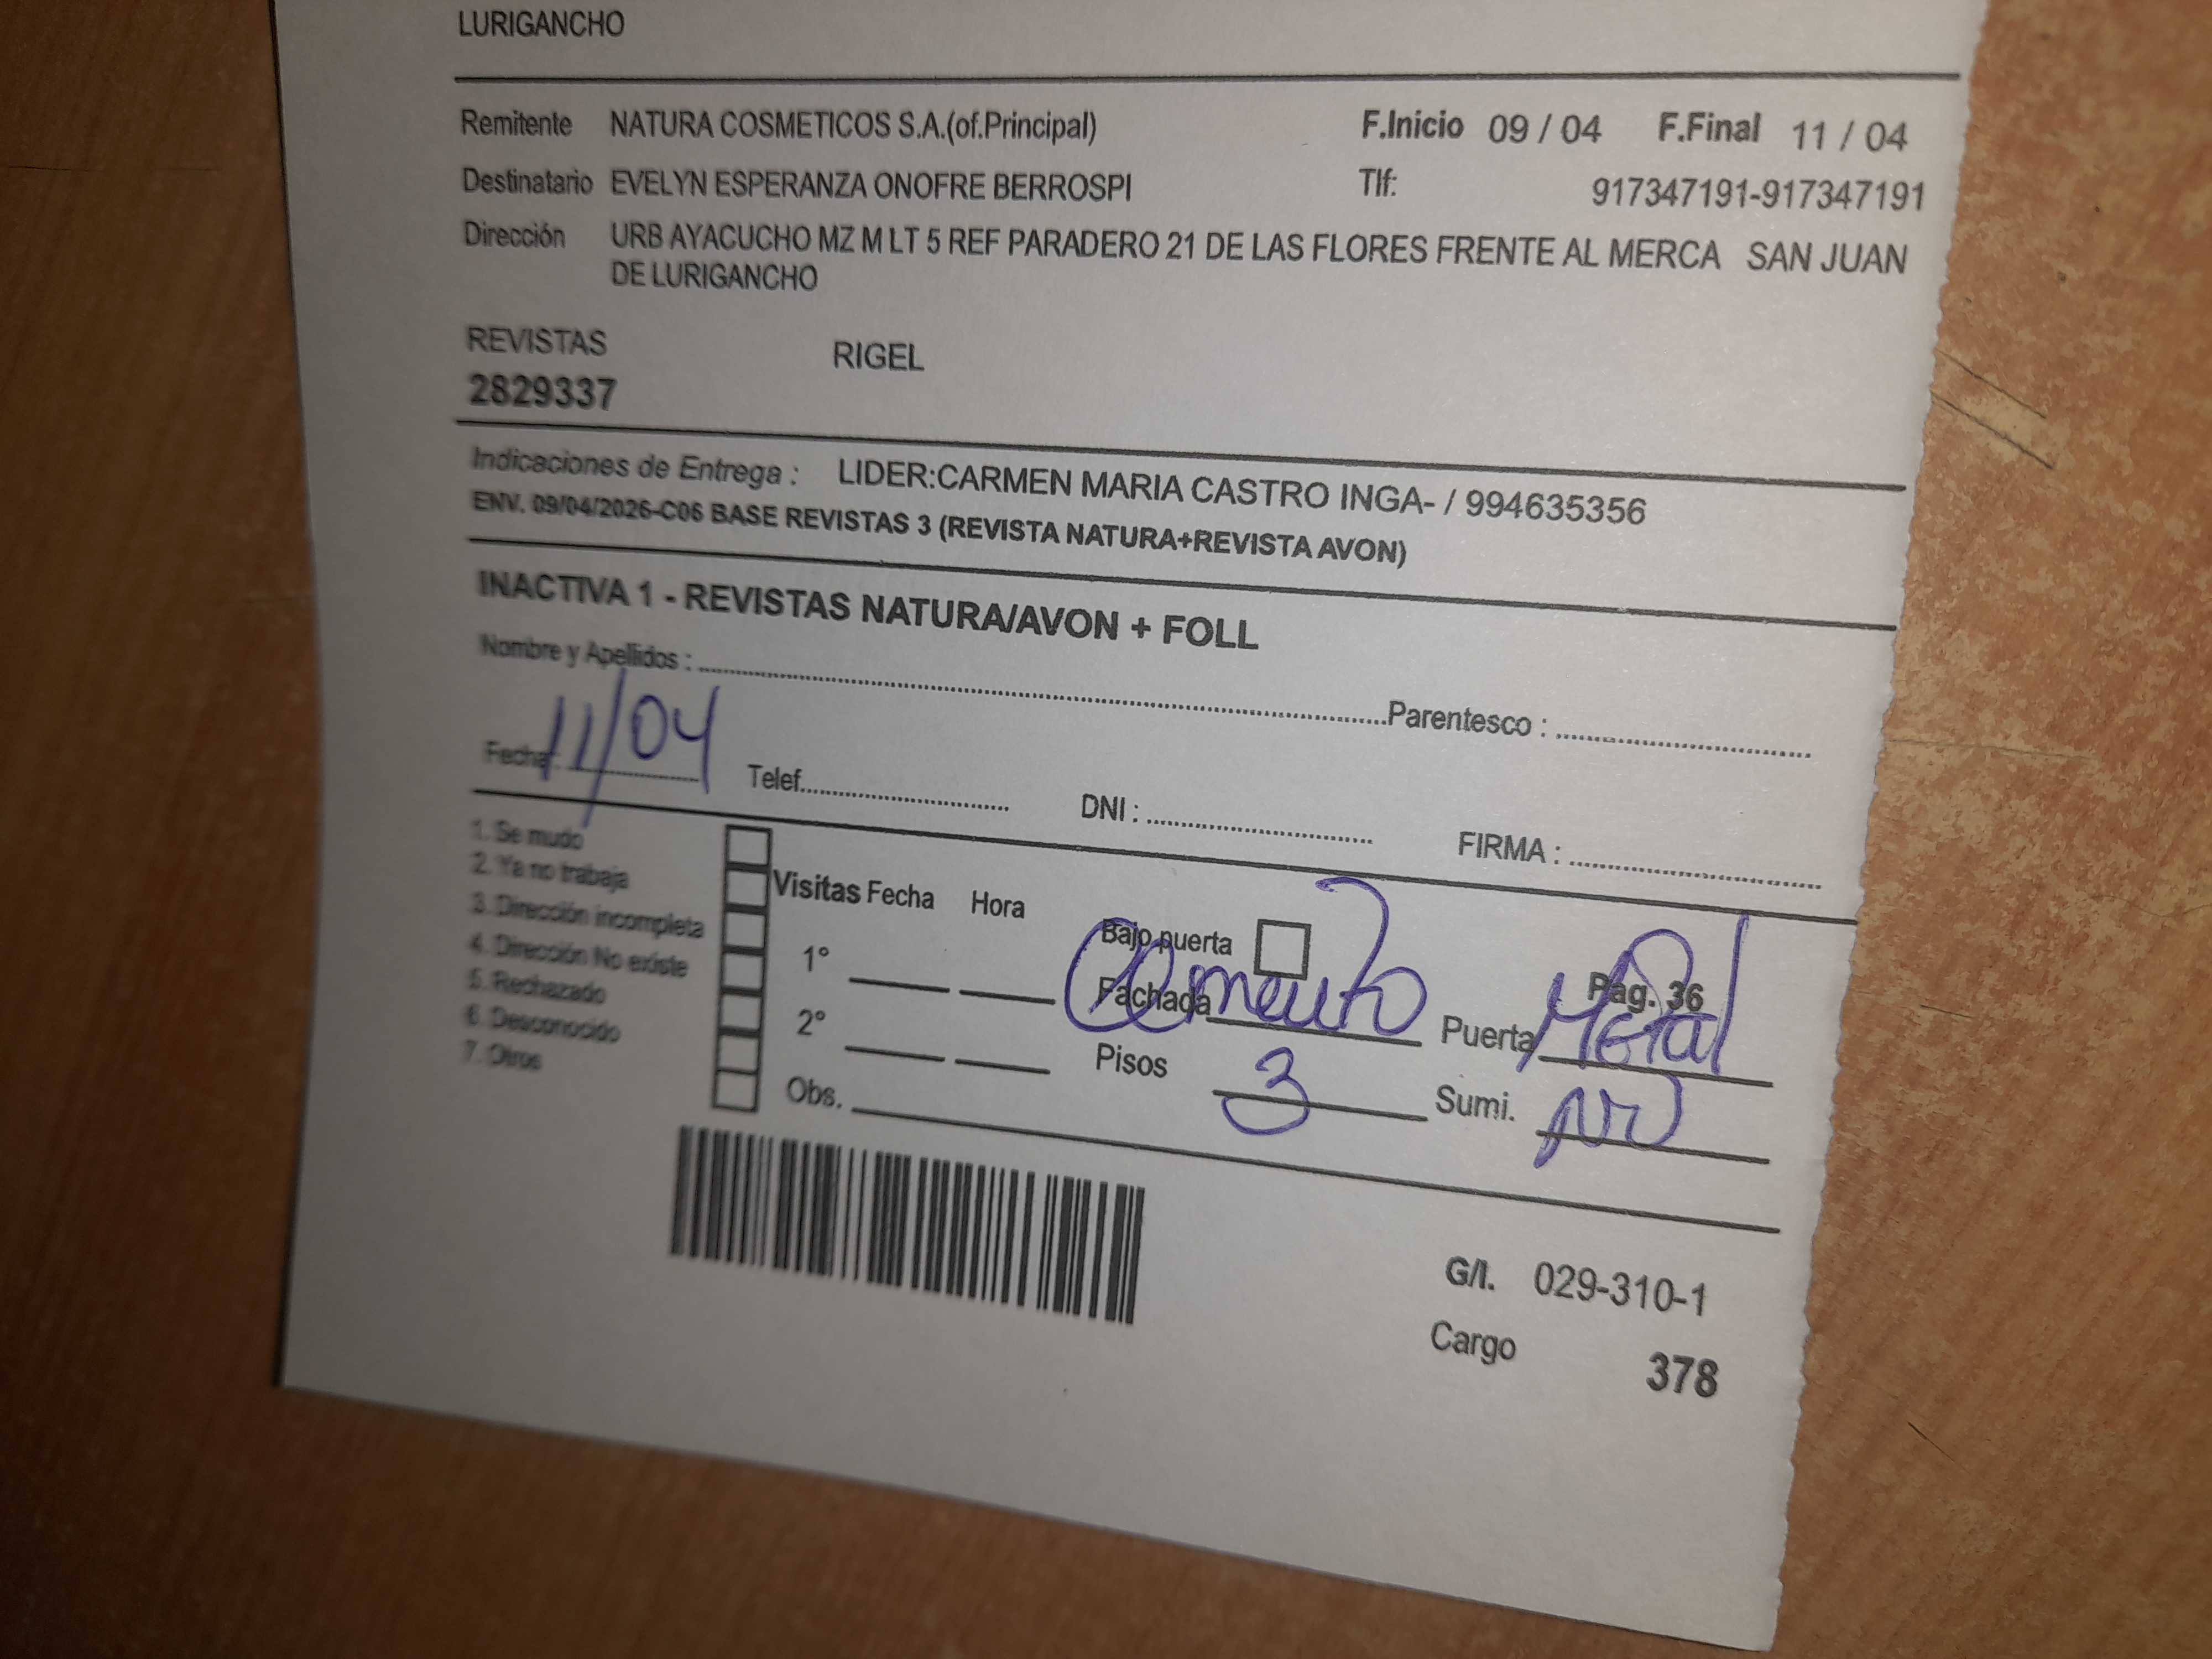 LURIGANCHO
Remitente NATURA COSMETICOS S.A.(of.Principal) F.Inicio 09 / 04 F.Final 11 / 04
Destinatario EVELYN ESPERANZA ONOFRE BERROSPI Tlf: 917347191-917347191
Dirección URB AYACUCHO MZ M LT 5 REF PARADERO 21 DE LAS FLORES FRENTE AL MERCA SAN JUAN
DE LURIGANCHO
REVISTAS RIGEL
2829337
Indicaciones de Entrega : LIDER:CARMEN MARIA CASTRO INGA- / 994635356
ENV. 09/04/2026-C06 BASE REVISTAS 3 (REVISTA NATURA+REVISTA AVON)
INACTIVA 1 - REVISTAS NATURA/AVON + FOLL
Nombre y Apellidos : Parentesco :
Fecha : 11/04 Telef. DNI : FIRMA :
1. Se mudo
2. Ya no trabaja
3. Dirección incompleta
4. Dirección No existe
5. Rechazado
6. Desconocido
7. Otros
Visitas Fecha Hora
1°
2°
Obs.
Bajo puerta Pag. 36
Fachada Cemento Puerta Metal
Pisos 3 Sumi.
G/I. 029-310-1
Cargo 378